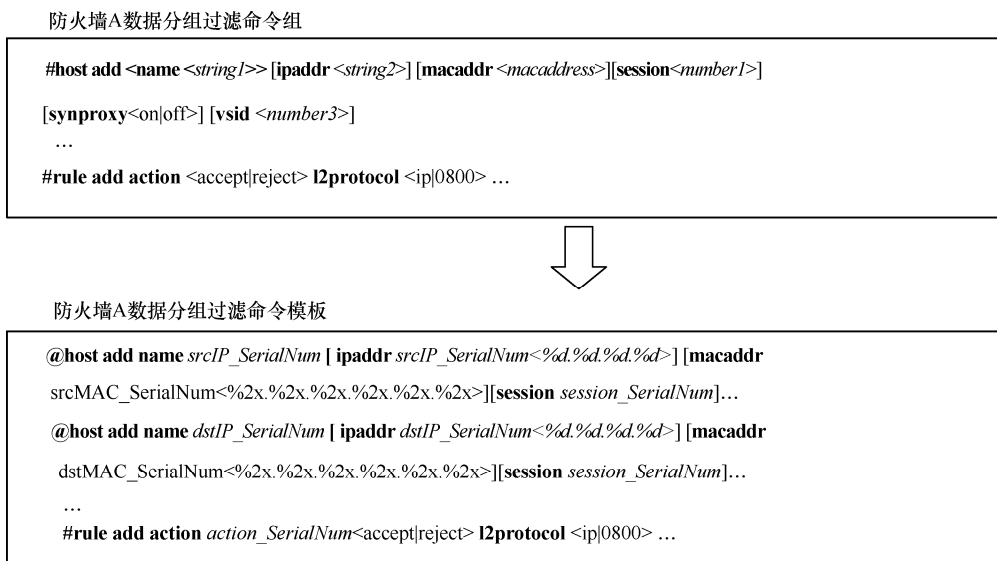 防火墙A数据分组过滤命令组
#host add <name <string1>> [ipaddr <string2>] [macaddr <macaddress>][session<number1>]
[synproxy<on|off>] [vsid <number3>]
…
#rule add action <accept|reject> l2protocol <ip|0800> …
防火墙A数据分组过滤命令模板
@host add name srcIP_SerialNum [ ipaddr srcIP_SerialNum<%d.%d.%d.%d>] [macaddr
srcMAC_SerialNum<%2x.%2x.%2x.%2x.%2x.%2x>][session session_SerialNum]…
@host add name dstIP_SerialNum [ ipaddr dstIP_SerialNum<%d.%d.%d.%d>] [macaddr
dstMAC_ScrialNum<%2x.%2x.%2x.%2x.%2x.%2x>][session session_SerialNum]…
…
#rule add action action_SerialNum<accept|reject> l2protocol <ip|0800> …